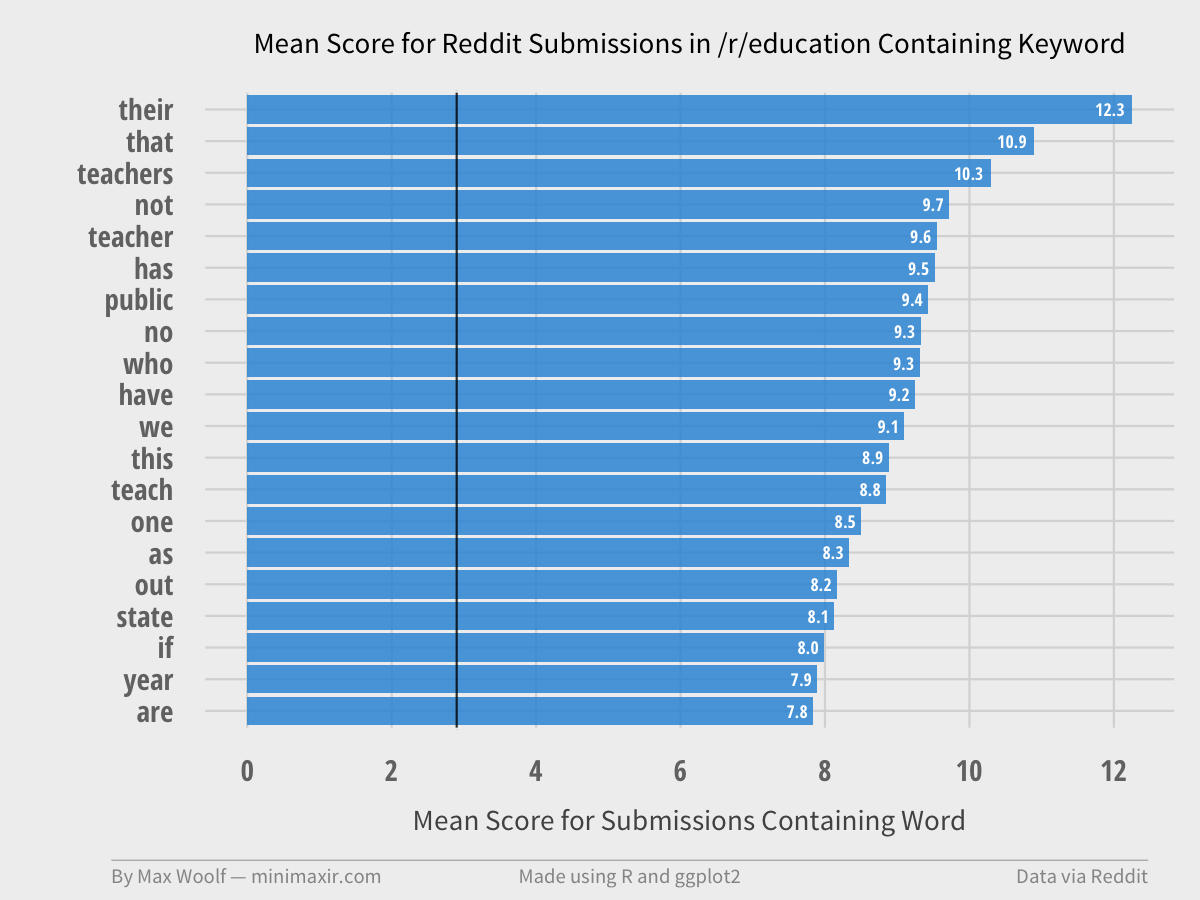 Mean Score for Reddit Submissions in /r/education Containing Keyword
their 12.3
that 10.9
teachers 10.3
not 9.7
teacher 9.6
has 9.5
public 9.4
no 9.3
who 9.3
have 9.2
we 9.1
this 8.9
teach 8.8
one 8.5
as 8.3
out 8.2
state 8.1
if 8.0
year 7.9
are 7.8
0 2 4 6 8 10 12
Mean Score for Submissions Containing Word
By Max Woolf — minimaxir.com Made using R and ggplot2 Data via Reddit